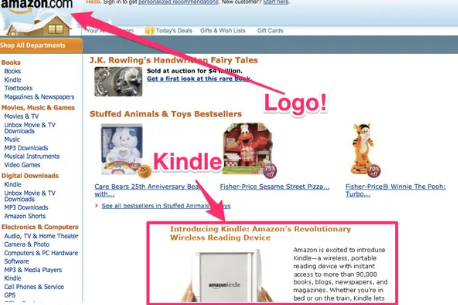 amazon.com
Hello. Sign in to get personalized recommendations. New customer? Start here.
Today's Deals Gifts & Wish Lists Gift Cards
Shop All Departments
Logo!
Books
Books
Kindle
Textbooks
Magazines & Newspapers
Movies, Music & Games
Movies & TV
Unbox Movie & TV
Downloads
Music
MP3 Downloads
Musical Instruments
Video Games
Digital Downloads
Kindle
Unbox Movie & TV
Downloads
MP3 Downloads
Amazon Shorts
Electronics & Computers
Audio, TV & Home Theater
Camera & Photo
Computers & PC Hardware
Software
MP3 & Media Players
Kindle
Cell Phones & Service
GPS
J.K. Rowling's Handwritten Fairy Tales
Sold at auction for $4 million.
Get a first look at this rare book.
Stuffed Animals & Toys Bestsellers
Kindle
Care Bears 25th Anniversary
with...
Fisher-Price Sesame Street Pizza...
Fisher-Price® Winnie The Pooh:
Turbo...
See all bestsellers in Stuffed Animals
Introducing Kindle: Amazon's Revolutionary
Wireless Reading Device
amazonkindle
Amazon is excited to introduce
Kindle—a wireless, portable
reading device with instant
access to more than 90,000
books, blogs, newspapers, and
magazines. Whether you're in
bed or on the train, Kindle lets